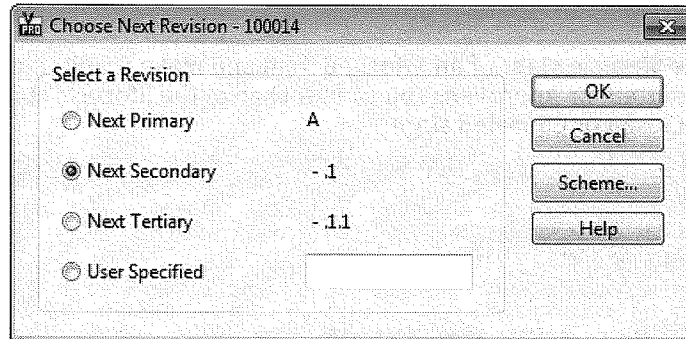 V
PRO
Choose Next Revision - 100014
Select a Revision
Next Primary A
Next Secondary - .1
Next Tertiary - .1.1
User Specified
OK
Cancel
Scheme...
Help